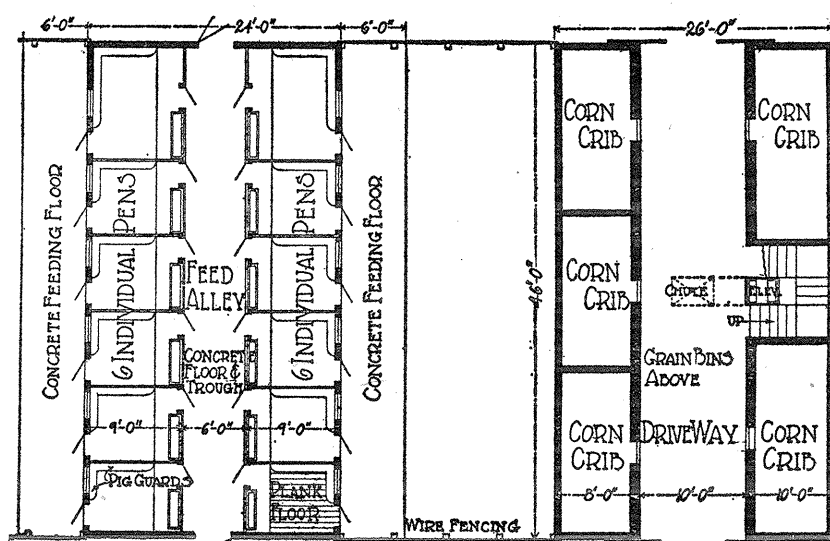 6'-0" 24'-0" 6'-0" 26'-0"
CORN
CRIB
CORN
CRIB
CONCRETE FEEDING FLOOR
6 INDIVIDUAL PENS
FEED
ALLEY
6 INDIVIDUAL PENS
CONCRETE FEEDING FLOOR
46'-0"
CORN
CRIB
CHUTE
ELEV.
UP
CONCRETE
FLOOR &
TROUGH
GRAIN BINS
ABOVE
9'-0" 6'-0" 9'-0"
CORN
CRIB
DRIVEWAY
CORN
CRIB
PIG GUARDS
PLANK
FLOOR
8'-0" 10'-0" 10'-0"
WIRE FENCING